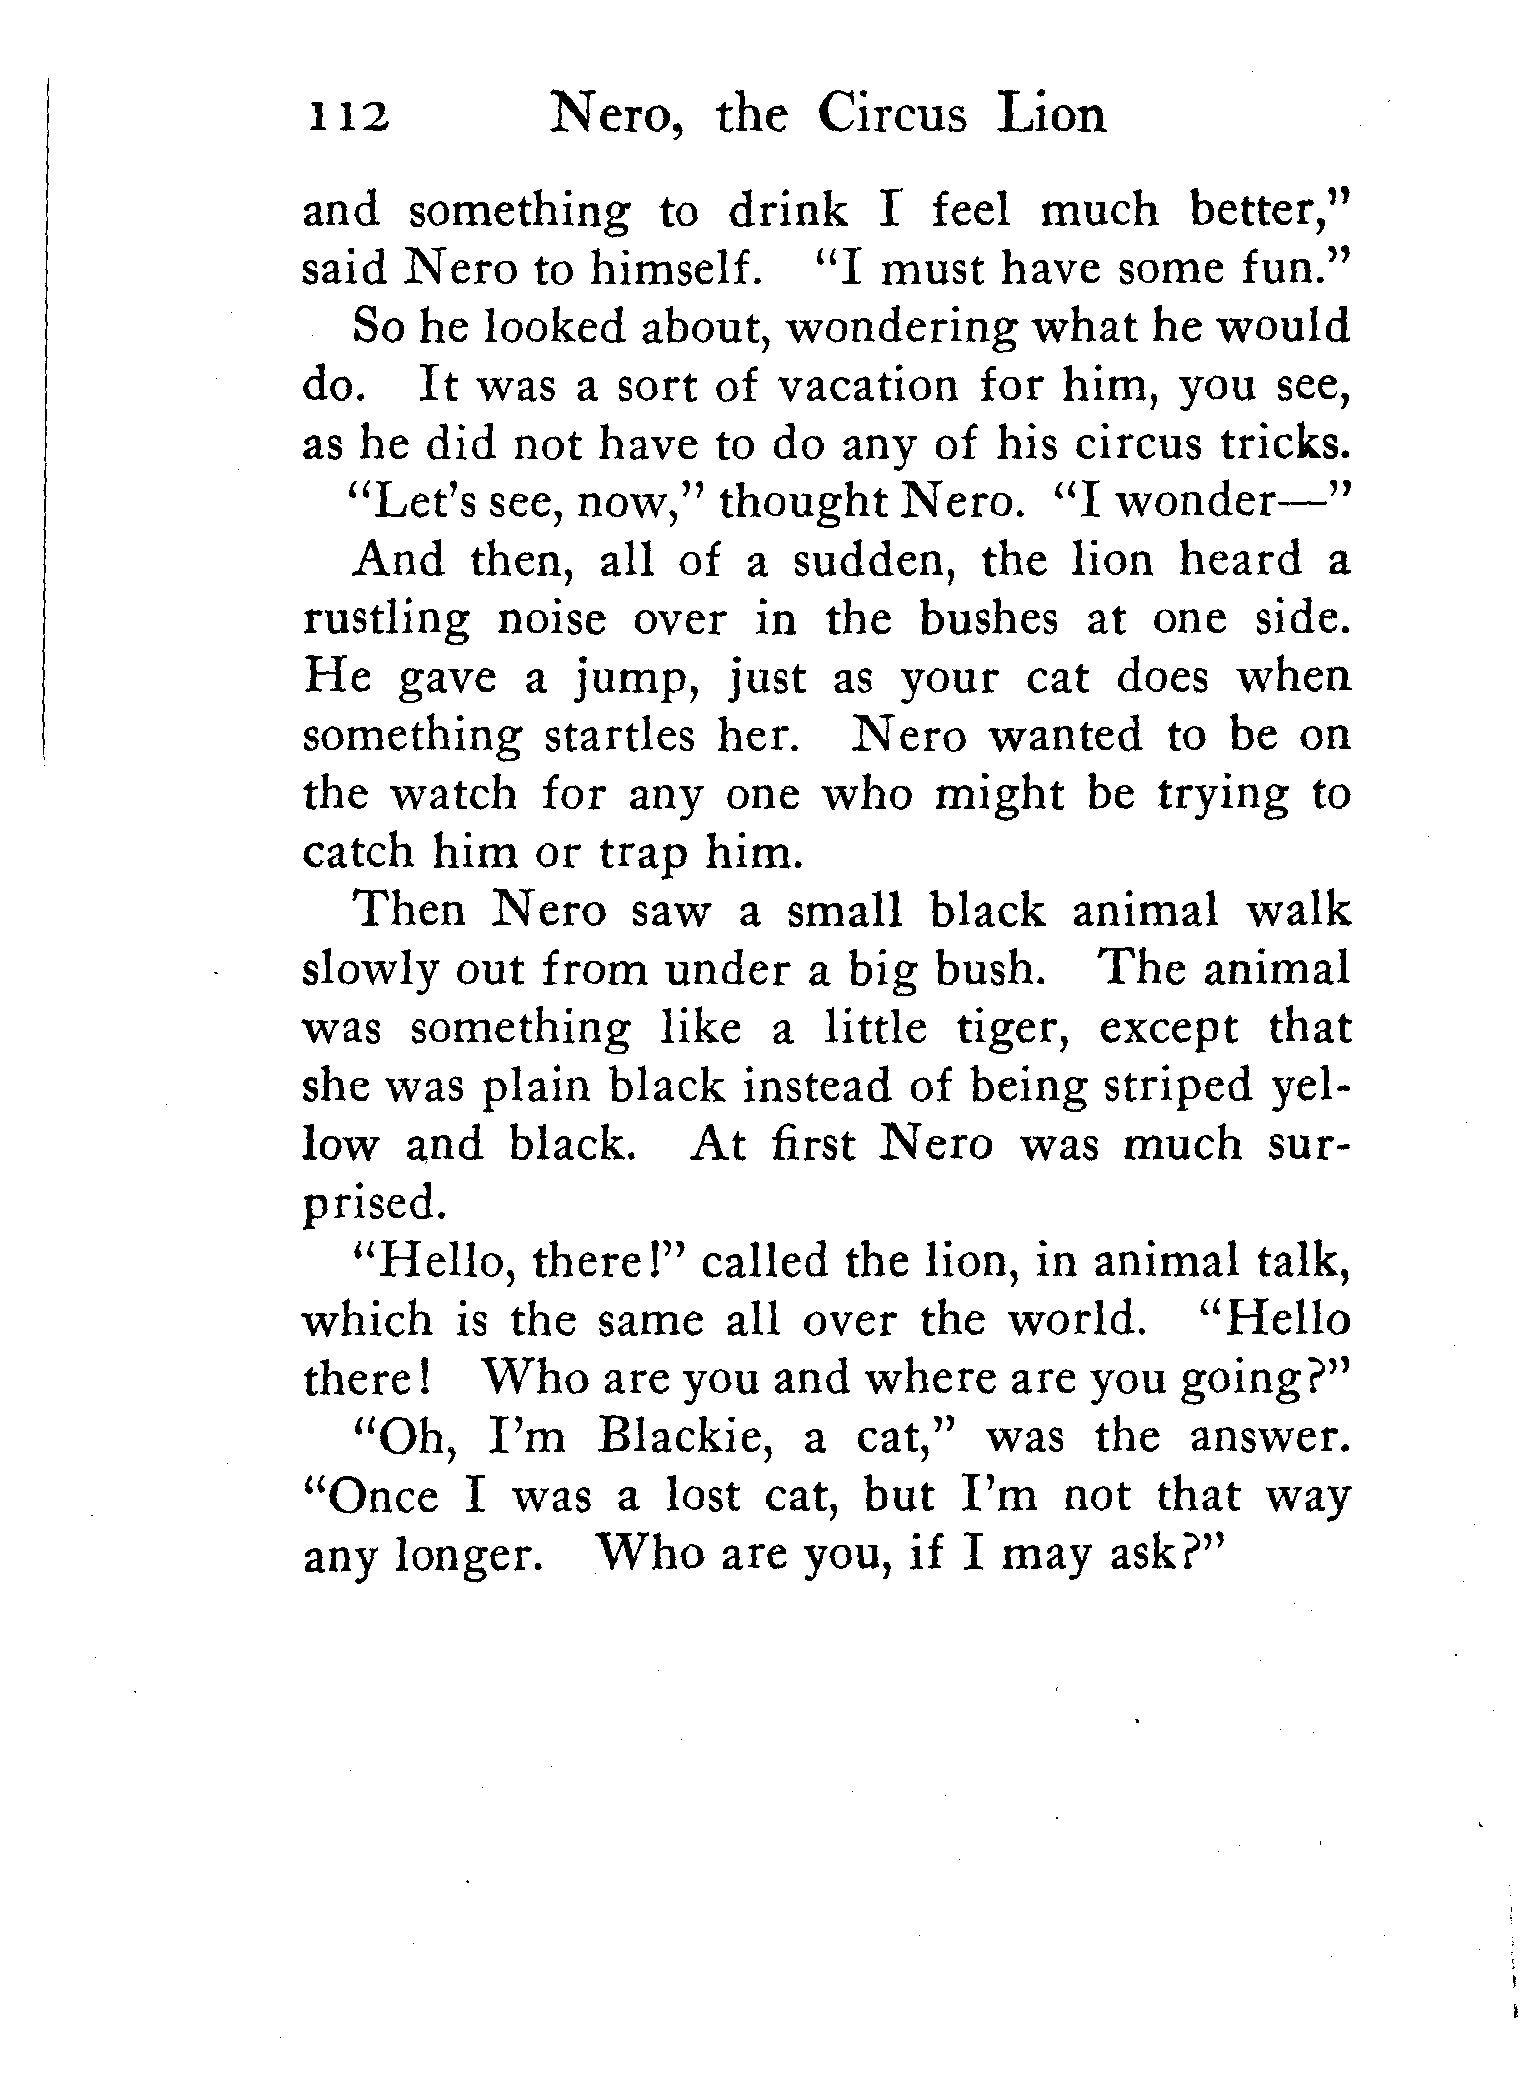 112 Nero, the Circus Lion
and something to drink I feel much better,"
said Nero to himself. "I must have some fun."
So he looked about, wondering what he would
do. It was a sort of vacation for him, you see,
as he did not have to do any of his circus tricks.
"Let's see, now," thought Nero. "I wonder—"
And then, all of a sudden, the lion heard a
rustling noise over in the bushes at one side.
He gave a jump, just as your cat does when
something startles her. Nero wanted to be on
the watch for any one who might be trying to
catch him or trap him.
Then Nero saw a small black animal walk
slowly out from under a big bush. The animal
was something like a little tiger, except that
she was plain black instead of being striped yel-
low and black. At first Nero was much sur-
prised.
"Hello, there!" called the lion, in animal talk,
which is the same all over the world. "Hello
there! Who are you and where are you going?"
"Oh, I'm Blackie, a cat," was the answer.
"Once I was a lost cat, but I'm not that way
any longer. Who are you, if I may ask?"